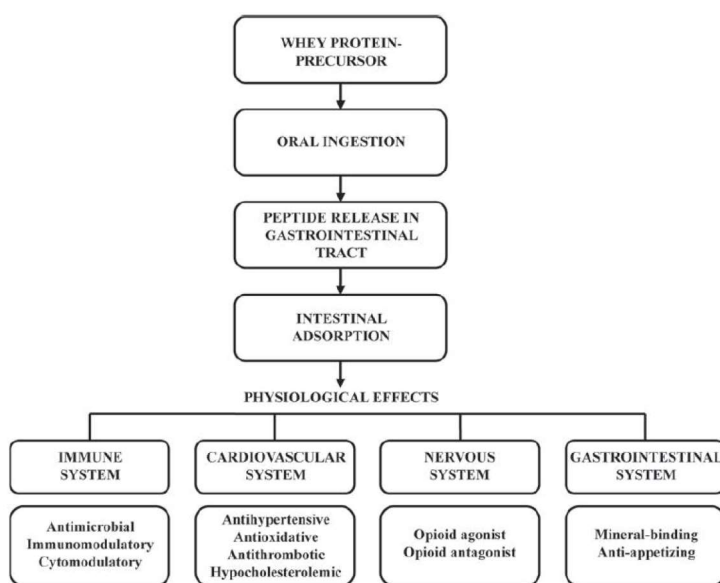 WHEY PROTEIN-
PRECURSOR
ORAL INGESTION
PEPTIDE RELEASE IN
GASTROINTESTINAL
TRACT
INTESTINAL
ADSORPTION
PHYSIOLOGICAL EFFECTS
IMMUNE
SYSTEM
CARDIOVASCULAR
SYSTEM
NERVOUS
SYSTEM
GASTROINTESTINAL
SYSTEM
Antimicrobial
Immunomodulatory
Cytomodulatory
Antihypertensive
Antioxidative
Antithrombotic
Hypocholesterolemic
Opioid agonist
Opioid antagonist
Mineral-binding
Anti-appetizing